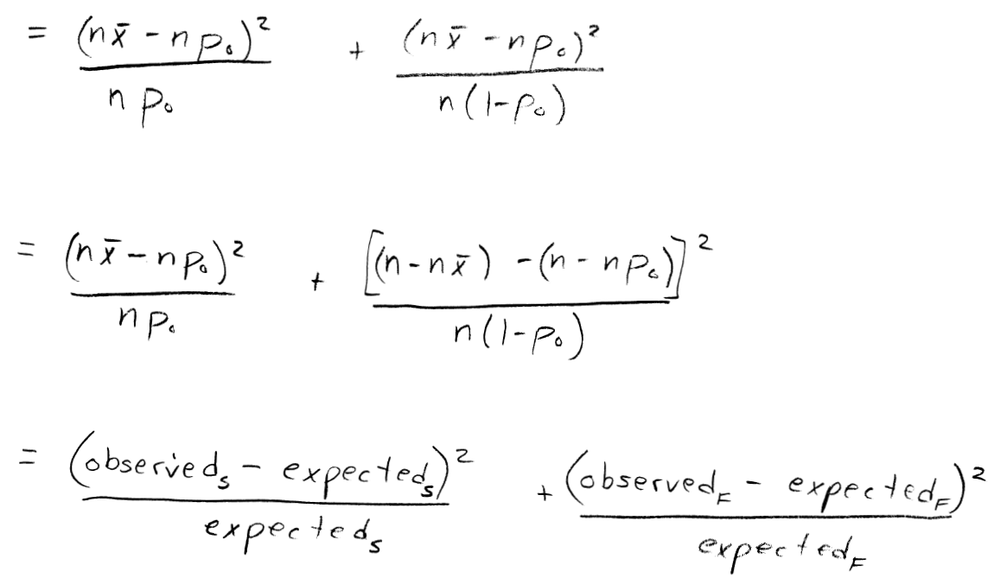 = (nx̄ - np₀)² / np₀ + (nx̄ - np₀)² / n(1-p₀)
= (nx̄ - np₀)² / np₀ + [(n - nx̄) - (n - np₀)]² / n(1-p₀)
= (observed_S - expected_S)² / expected_S + (observed_F - expected_F)² / expected_F